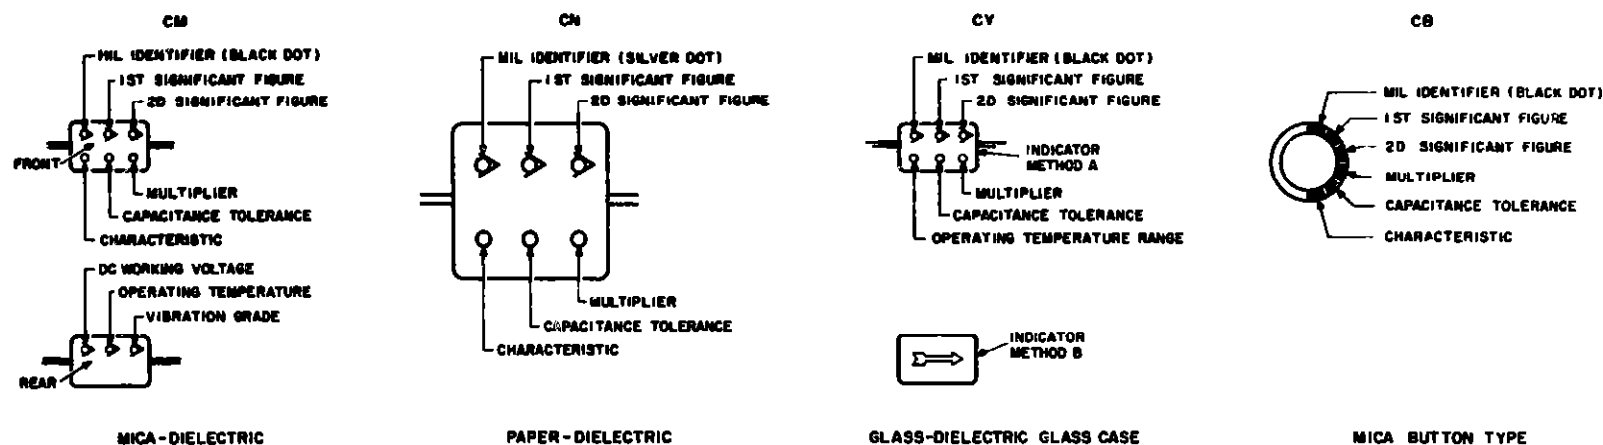 CM
MIL IDENTIFIER (BLACK DOT)
1ST SIGNIFICANT FIGURE
2D SIGNIFICANT FIGURE
FRONT
MULTIPLIER
CAPACITANCE TOLERANCE
CHARACTERISTIC
DC WORKING VOLTAGE
OPERATING TEMPERATURE
VIBRATION GRADE
REAR
MICA-DIELECTRIC
CN
MIL IDENTIFIER (SILVER DOT)
1ST SIGNIFICANT FIGURE
2D SIGNIFICANT FIGURE
MULTIPLIER
CAPACITANCE TOLERANCE
CHARACTERISTIC
PAPER-DIELECTRIC
CY
MIL IDENTIFIER (BLACK DOT)
1ST SIGNIFICANT FIGURE
2D SIGNIFICANT FIGURE
INDICATOR
METHOD A
MULTIPLIER
CAPACITANCE TOLERANCE
OPERATING TEMPERATURE RANGE
INDICATOR
METHOD B
GLASS-DIELECTRIC GLASS CASE
CB
MIL IDENTIFIER (BLACK DOT)
1ST SIGNIFICANT FIGURE
2D SIGNIFICANT FIGURE
MULTIPLIER
CAPACITANCE TOLERANCE
CHARACTERISTIC
MICA BUTTON TYPE